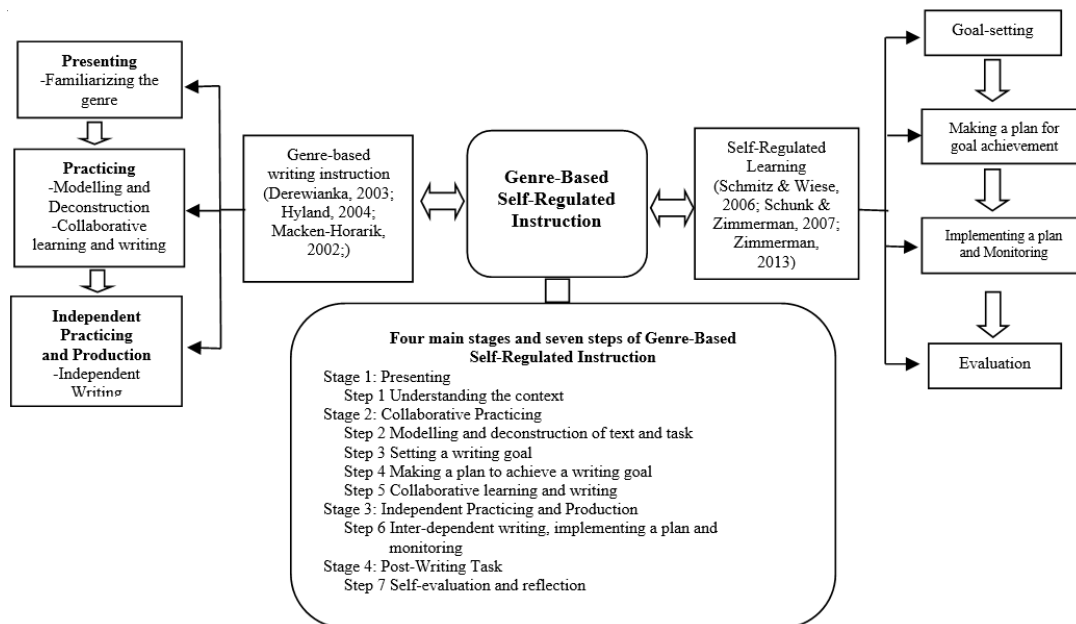 Presenting
-Familiarizing the
genre
Practicing
-Modelling and
Deconstruction
-Collaborative
learning and writing
Independent
Practicing
and Production
-Independent
Writing
Genre-based
writing instruction
(Derewianka, 2003;
Hyland, 2004;
Macken-Horarik,
2002;)
Genre-Based
Self-Regulated
Instruction
Self-Regulated
Learning
(Schmitz & Wiese,
2006; Schunk &
Zimmerman, 2007;
Zimmerman,
2013)
Goal-setting
Making a plan for
goal achievement
Implementing a plan
and Monitoring
Evaluation
Four main stages and seven steps of Genre-Based
Self-Regulated Instruction
Stage 1: Presenting
Step 1 Understanding the context
Stage 2: Collaborative Practicing
Step 2 Modelling and deconstruction of text and task
Step 3 Setting a writing goal
Step 4 Making a plan to achieve a writing goal
Step 5 Collaborative learning and writing
Stage 3: Independent Practicing and Production
Step 6 Inter-dependent writing, implementing a plan and
monitoring
Stage 4: Post-Writing Task
Step 7 Self-evaluation and reflection